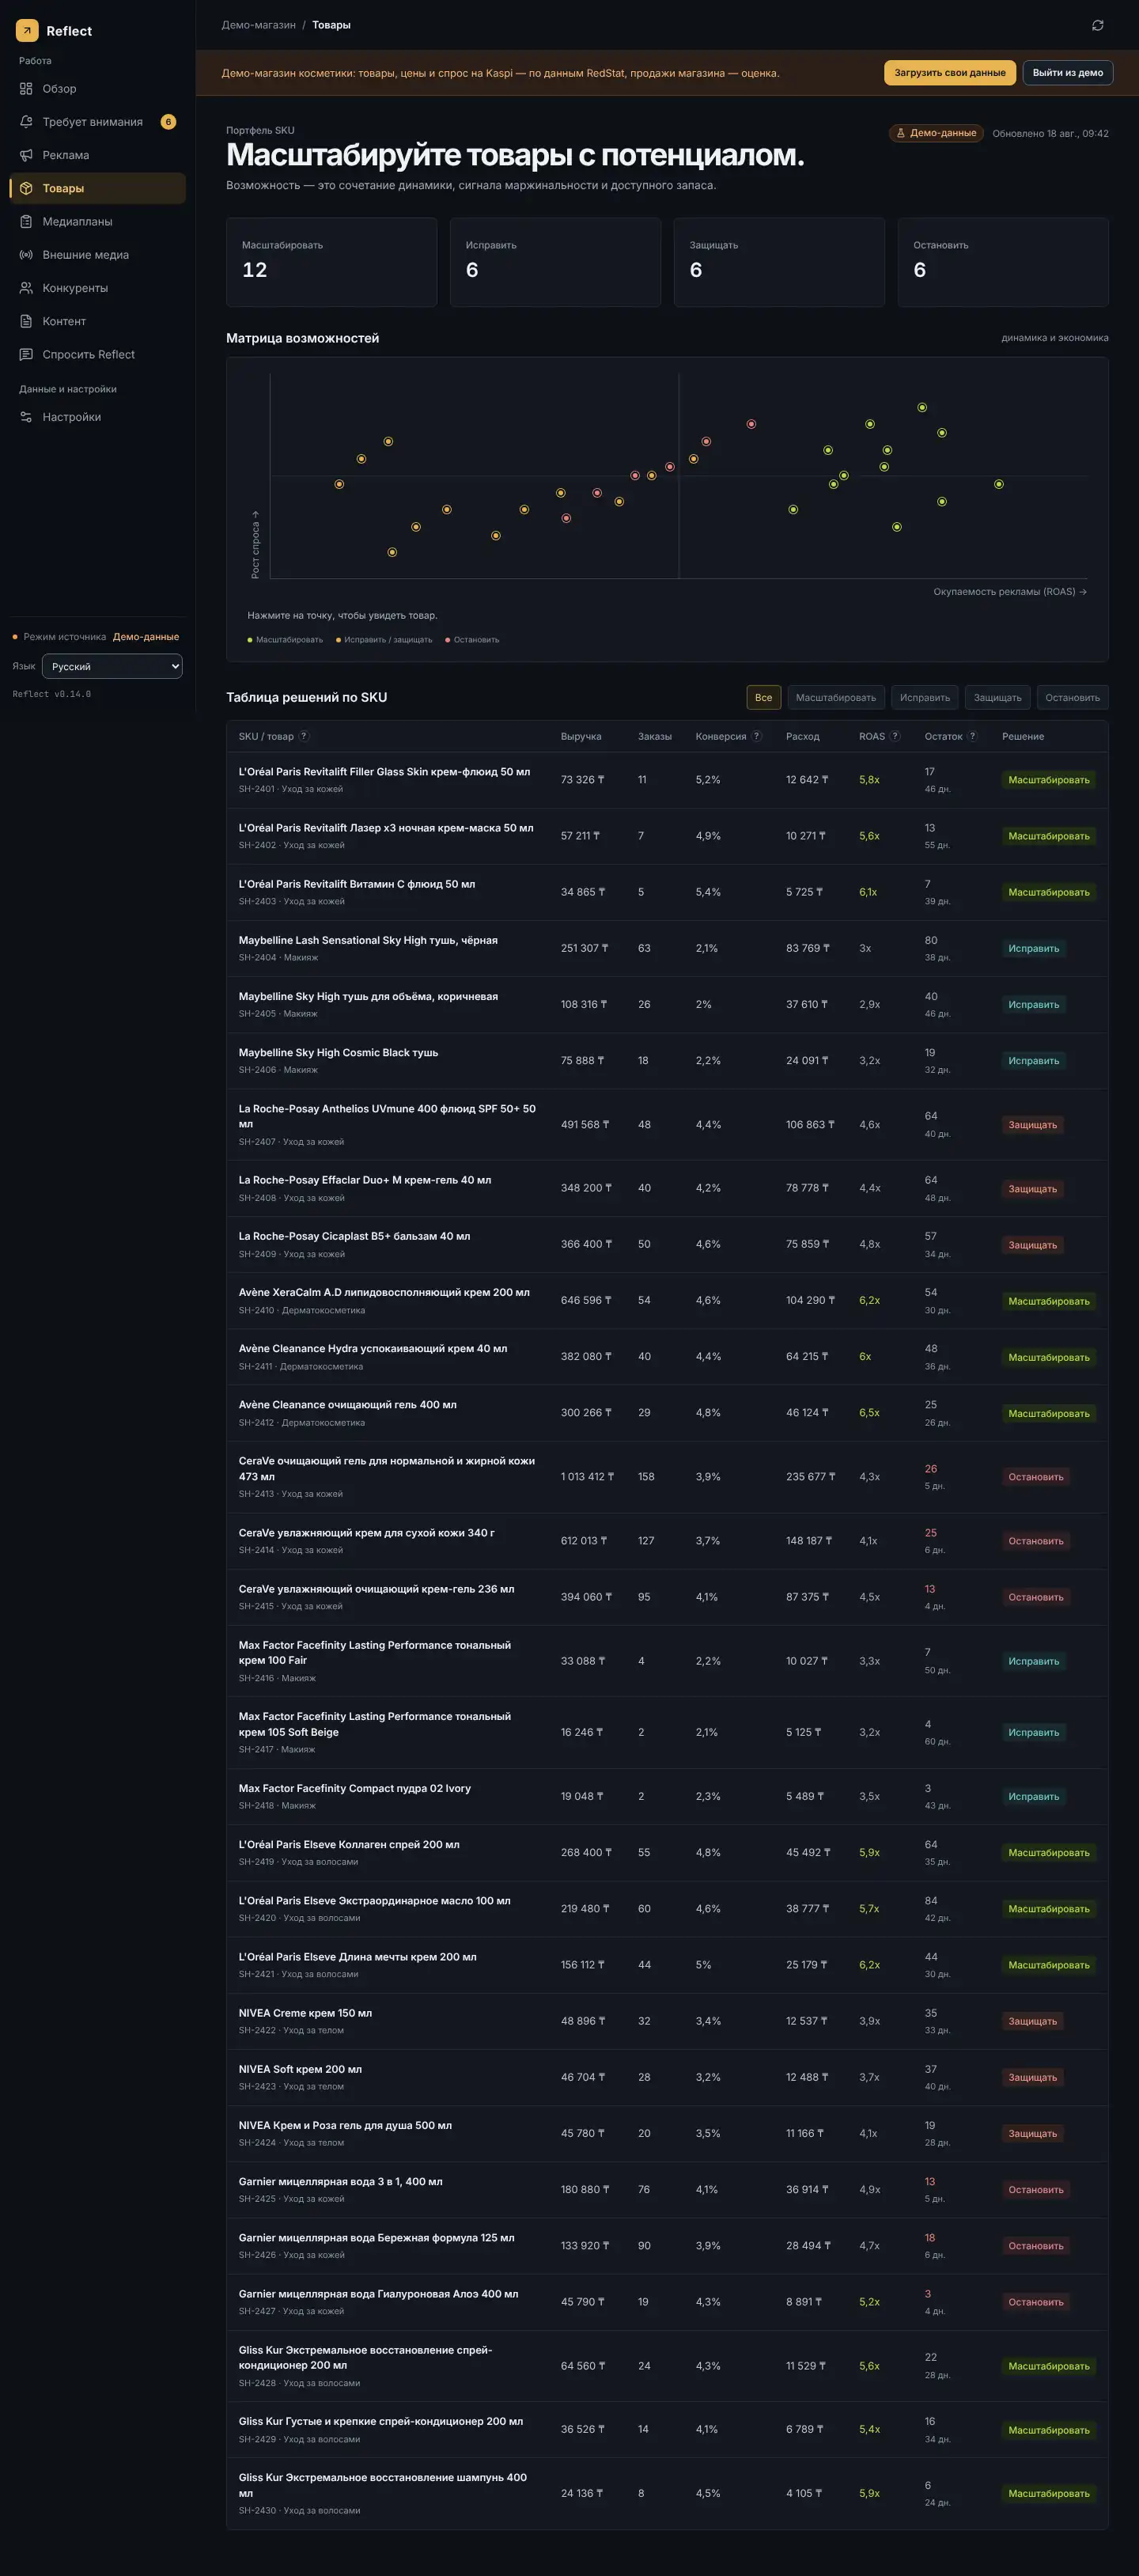 Reflect
Работа
Обзор
Требует внимания 6
Реклама
Товары
Медиапланы
Внешние медиа
Конкуренты
Контент
Спросить Reflect
Данные и настройки
Настройки
Режим источника Демо-данные
Язык Русский
Reflect v0.14.0
Демо-магазин / Товары
Демо-магазин косметики: товары, цены и спрос на Kaspi — по данным RedStat, продажи магазина — оценка.
Загрузить свои данные
Выйти из демо
Портфель SKU
Демо-данные
Обновлено 18 авг., 09:42
Масштабируйте товары с потенциалом.
Возможность — это сочетание динамики, сигнала маржинальности и доступного запаса.
Масштабировать
12
Исправить
6
Защищать
6
Остановить
6
Матрица возможностей
динамика и экономика
Рост спроса →
Окупаемость рекламы (ROAS) →
Нажмите на точку, чтобы увидеть товар.
Масштабировать Исправить / защищать Остановить
Таблица решений по SKU
Все Масштабировать Исправить Защищать Остановить
SKU / товар ? Выручка Заказы Конверсия ? Расход ROAS ? Остаток ? Решение
L'Oréal Paris Revitalift Filler Glass Skin крем-флюид 50 мл
SH-2401 · Уход за кожей
73 326 ₸ 11 5,2% 12 642 ₸ 5,8x 17
46 дн.
Масштабировать
L'Oréal Paris Revitalift Лазер x3 ночная крем-маска 50 мл
SH-2402 · Уход за кожей
57 211 ₸ 7 4,9% 10 271 ₸ 5,6x 13
55 дн.
Масштабировать
L'Oréal Paris Revitalift Витамин С флюид 50 мл
SH-2403 · Уход за кожей
34 865 ₸ 5 5,4% 5 725 ₸ 6,1x 7
39 дн.
Масштабировать
Maybelline Lash Sensational Sky High тушь, чёрная
SH-2404 · Макияж
251 307 ₸ 63 2,1% 83 769 ₸ 3x 80
38 дн.
Исправить
Maybelline Sky High тушь для объёма, коричневая
SH-2405 · Макияж
108 316 ₸ 26 2% 37 610 ₸ 2,9x 40
46 дн.
Исправить
Maybelline Sky High Cosmic Black тушь
SH-2406 · Макияж
75 888 ₸ 18 2,2% 24 091 ₸ 3,2x 19
32 дн.
Исправить
La Roche-Posay Anthelios UVmune 400 флюид SPF 50+ 50
мл
SH-2407 · Уход за кожей
491 568 ₸ 48 4,4% 106 863 ₸ 4,6x 64
40 дн.
Защищать
La Roche-Posay Effaclar Duo+ M крем-гель 40 мл
SH-2408 · Уход за кожей
348 200 ₸ 40 4,2% 78 778 ₸ 4,4x 64
48 дн.
Защищать
La Roche-Posay Cicaplast B5+ бальзам 40 мл
SH-2409 · Уход за кожей
366 400 ₸ 50 4,6% 75 859 ₸ 4,8x 57
34 дн.
Защищать
Avène XeraCalm A.D липидовосполняющий крем 200 мл
SH-2410 · Дерматокосметика
646 596 ₸ 54 4,6% 104 290 ₸ 6,2x 54
30 дн.
Масштабировать
Avène Cleanance Hydra успокаивающий крем 40 мл
SH-2411 · Дерматокосметика
382 080 ₸ 40 4,4% 64 215 ₸ 6x 48
36 дн.
Масштабировать
Avène Cleanance очищающий гель 400 мл
SH-2412 · Дерматокосметика
300 266 ₸ 29 4,8% 46 124 ₸ 6,5x 25
26 дн.
Масштабировать
CeraVe очищающий гель для нормальной и жирной кожи
473 мл
SH-2413 · Уход за кожей
1 013 412 ₸ 158 3,9% 235 677 ₸ 4,3x 26
5 дн.
Остановить
CeraVe увлажняющий крем для сухой кожи 340 г
SH-2414 · Уход за кожей
612 013 ₸ 127 3,7% 148 187 ₸ 4,1x 25
6 дн.
Остановить
CeraVe увлажняющий очищающий крем-гель 236 мл
SH-2415 · Уход за кожей
394 060 ₸ 95 4,1% 87 375 ₸ 4,5x 13
4 дн.
Остановить
Max Factor Facefinity Lasting Performance тональный
крем 100 Fair
SH-2416 · Макияж
33 088 ₸ 4 2,2% 10 027 ₸ 3,3x 7
50 дн.
Исправить
Max Factor Facefinity Lasting Performance тональный
крем 105 Soft Beige
SH-2417 · Макияж
16 246 ₸ 2 2,1% 5 125 ₸ 3,2x 4
60 дн.
Исправить
Max Factor Facefinity Compact пудра 02 Ivory
SH-2418 · Макияж
19 048 ₸ 2 2,3% 5 489 ₸ 3,5x 3
43 дн.
Исправить
L'Oréal Paris Elseve Коллаген спрей 200 мл
SH-2419 · Уход за волосами
268 400 ₸ 55 4,8% 45 492 ₸ 5,9x 64
35 дн.
Масштабировать
L'Oréal Paris Elseve Экстраординарное масло 100 мл
SH-2420 · Уход за волосами
219 480 ₸ 60 4,6% 38 777 ₸ 5,7x 84
42 дн.
Масштабировать
L'Oréal Paris Elseve Длина мечты крем 200 мл
SH-2421 · Уход за волосами
156 112 ₸ 44 5% 25 179 ₸ 6,2x 44
30 дн.
Масштабировать
NIVEA Creme крем 150 мл
SH-2422 · Уход за телом
48 896 ₸ 32 3,4% 12 537 ₸ 3,9x 35
33 дн.
Защищать
NIVEA Soft крем 200 мл
SH-2423 · Уход за телом
46 704 ₸ 28 3,2% 12 488 ₸ 3,7x 37
40 дн.
Защищать
NIVEA Крем и Роза гель для душа 500 мл
SH-2424 · Уход за телом
45 780 ₸ 20 3,5% 11 166 ₸ 4,1x 19
28 дн.
Защищать
Garnier мицеллярная вода 3 в 1, 400 мл
SH-2425 · Уход за кожей
180 880 ₸ 76 4,1% 36 914 ₸ 4,9x 13
5 дн.
Остановить
Garnier мицеллярная вода Бережная формула 125 мл
SH-2426 · Уход за кожей
133 920 ₸ 90 3,9% 28 494 ₸ 4,7x 18
6 дн.
Остановить
Garnier мицеллярная вода Гиалуроновая Алоэ 400 мл
SH-2427 · Уход за кожей
45 790 ₸ 19 4,3% 8 891 ₸ 5,2x 3
4 дн.
Остановить
Gliss Kur Экстремальное восстановление спрей-
кондиционер 200 мл
SH-2428 · Уход за волосами
64 560 ₸ 24 4,3% 11 529 ₸ 5,6x 22
28 дн.
Масштабировать
Gliss Kur Густые и крепкие спрей-кондиционер 200 мл
SH-2429 · Уход за волосами
36 526 ₸ 14 4,1% 6 789 ₸ 5,4x 16
34 дн.
Масштабировать
Gliss Kur Экстремальное восстановление шампунь 400
мл
SH-2430 · Уход за волосами
24 136 ₸ 8 4,5% 4 105 ₸ 5,9x 6
24 дн.
Масштабировать